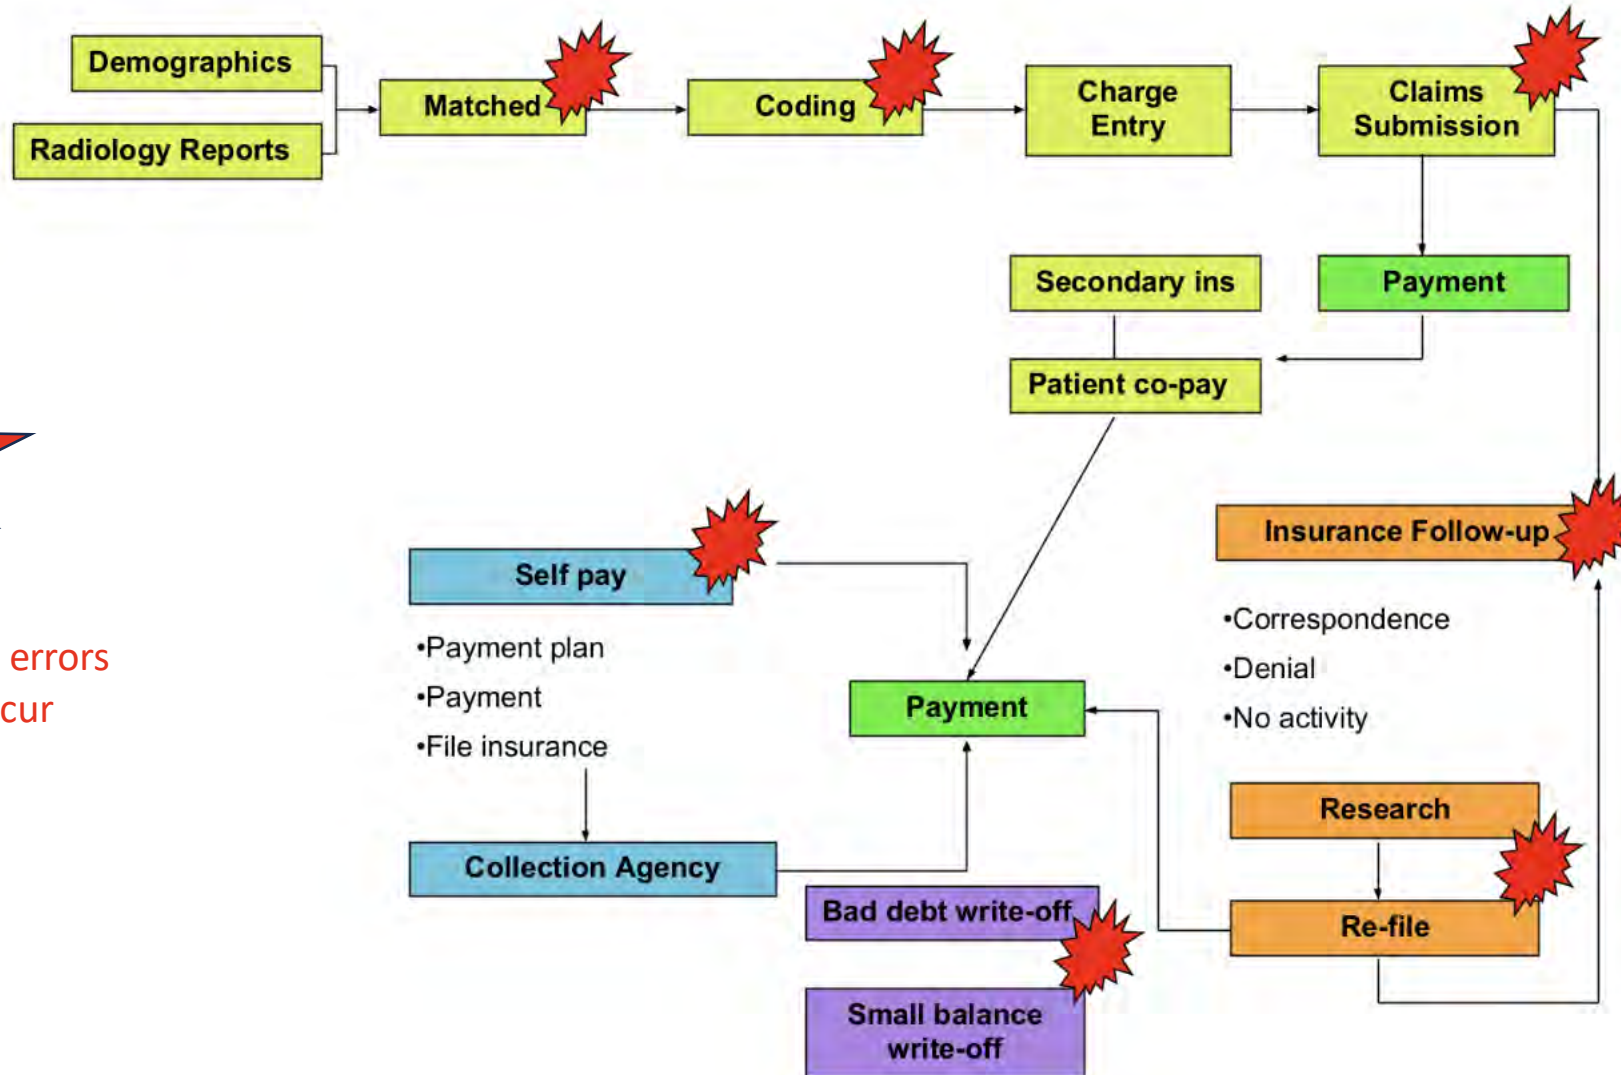 Demographics
Radiology Reports
Matched
Coding
Charge
Entry
Claims
Submission
Secondary ins
Payment
Patient co-pay
Self pay
•Payment plan
•Payment
•File insurance
errors
cur
Insurance Follow-up
•Correspondence
•Denial
•No activity
Payment
Research
Collection Agency
Bad debt write-off
Re-file
Small balance
write-off